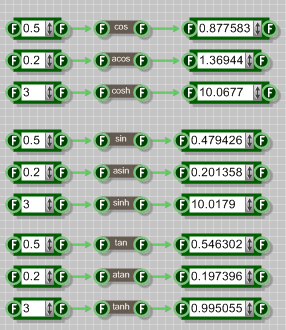 F 0.5 F F cos F F 0.877583 F
F 0.2 F F acos F F 1.36944 F
F 3 F F cosh F F 10.0677 F
F 0.5 F F sin F F 0.479426 F
F 0.2 F F asin F F 0.201358 F
F 3 F F sinh F F 10.0179 F
F 0.5 F F tan F F 0.546302 F
F 0.2 F F atan F F 0.197396 F
F 3 F F tanh F F 0.995055 F